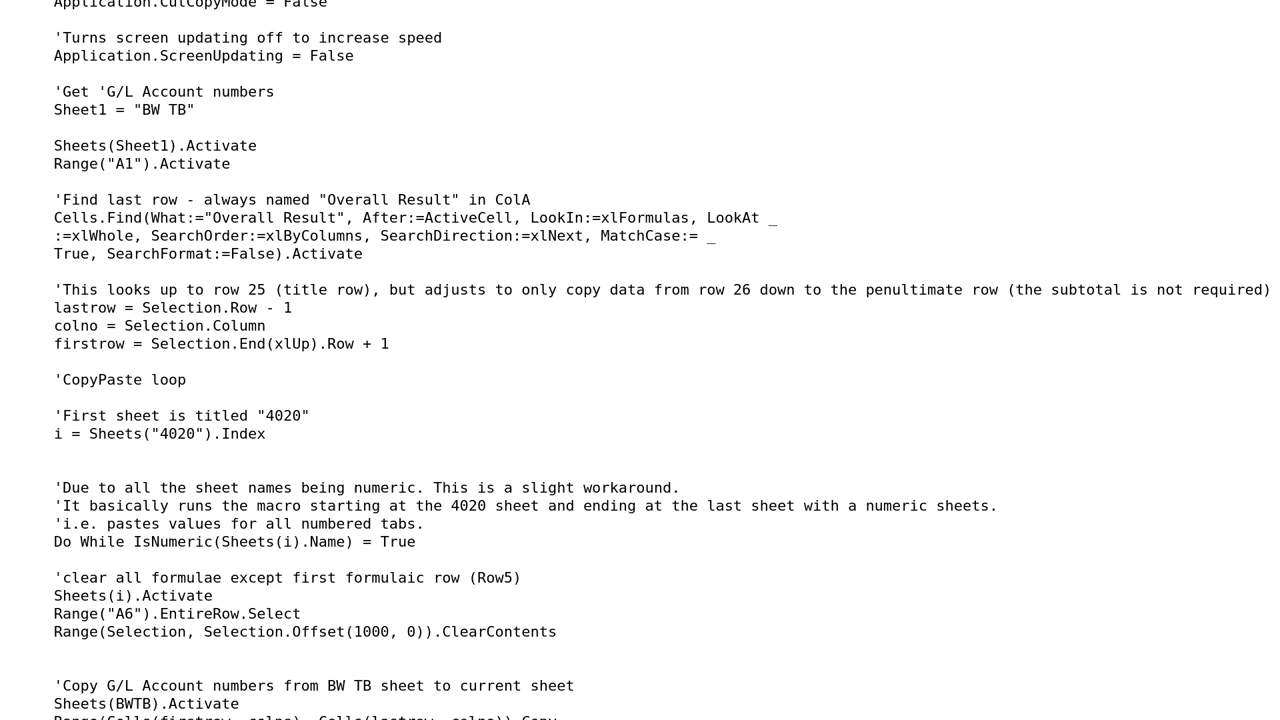 Application.CutCopyMode = False
'Turns screen updating off to increase speed
Application.ScreenUpdating = False
'Get 'G/L Account numbers
Sheet1 = "BW TB"
Sheets(Sheet1).Activate
Range("A1").Activate
'Find last row - always named "Overall Result" in ColA
Cells.Find(What:="Overall Result", After:=ActiveCell, LookIn:=xlFormulas, LookAt _
:=xlWhole, SearchOrder:=xlByColumns, SearchDirection:=xlNext, MatchCase:= _
True, SearchFormat:=False).Activate
'This looks up to row 25 (title row), but adjusts to only copy data from row 26 down to the penultimate row (the subtotal is not required)
lastrow = Selection.Row - 1
colno = Selection.Column
firstrow = Selection.End(xlUp).Row + 1
'CopyPaste loop
'First sheet is titled "4020"
i = Sheets("4020").Index
'Due to all the sheet names being numeric. This is a slight workaround.
'It basically runs the macro starting at the 4020 sheet and ending at the last sheet with a numeric sheets.
'i.e. pastes values for all numbered tabs.
Do While IsNumeric(Sheets(i).Name) = True
'clear all formulae except first formulaic row (Row5)
Sheets(i).Activate
Range("A6").EntireRow.Select
Range(Selection, Selection.Offset(1000, 0)).ClearContents
'Copy G/L Account numbers from BW TB sheet to current sheet
Sheets(BWTB).Activate
Range(Cells(firstrow, colno), Cells(lastrow, colno)).Copy